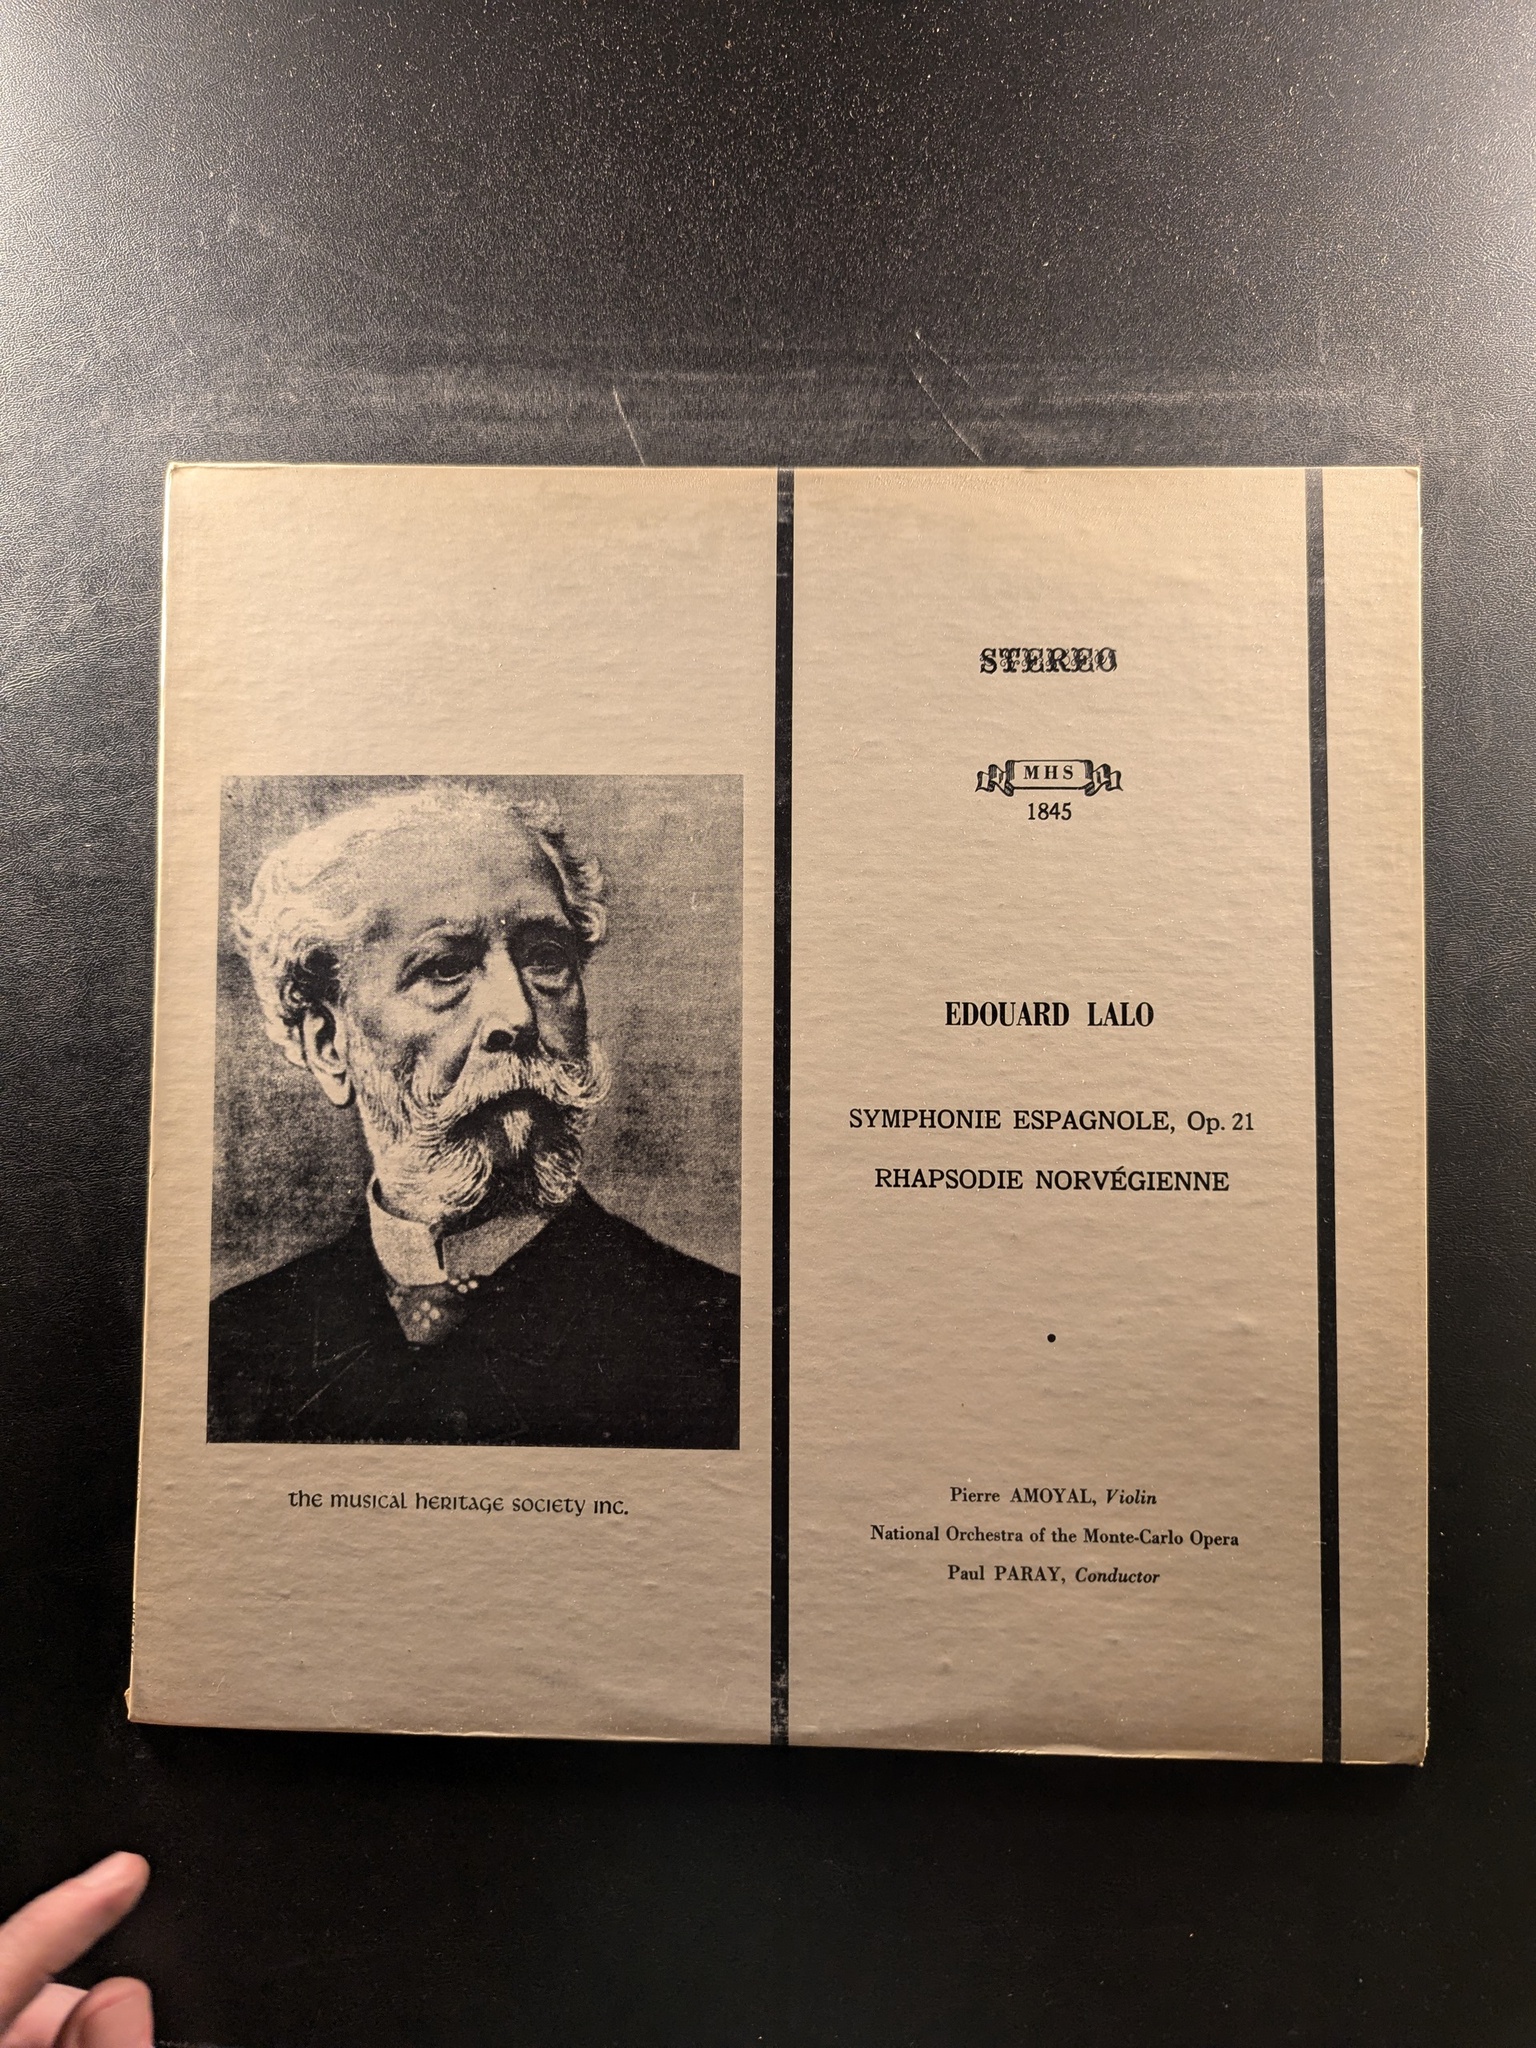 STEREO
MHS
1845
EDOUARD LALO
SYMPHONIE ESPAGNOLE, Op. 21
RHAPSODIE NORVÉGIENNE
•
the musical heritage society inc.
Pierre AMOYAL, Violin
National Orchestra of the Monte-Carlo Opera
Paul PARAY, Conductor